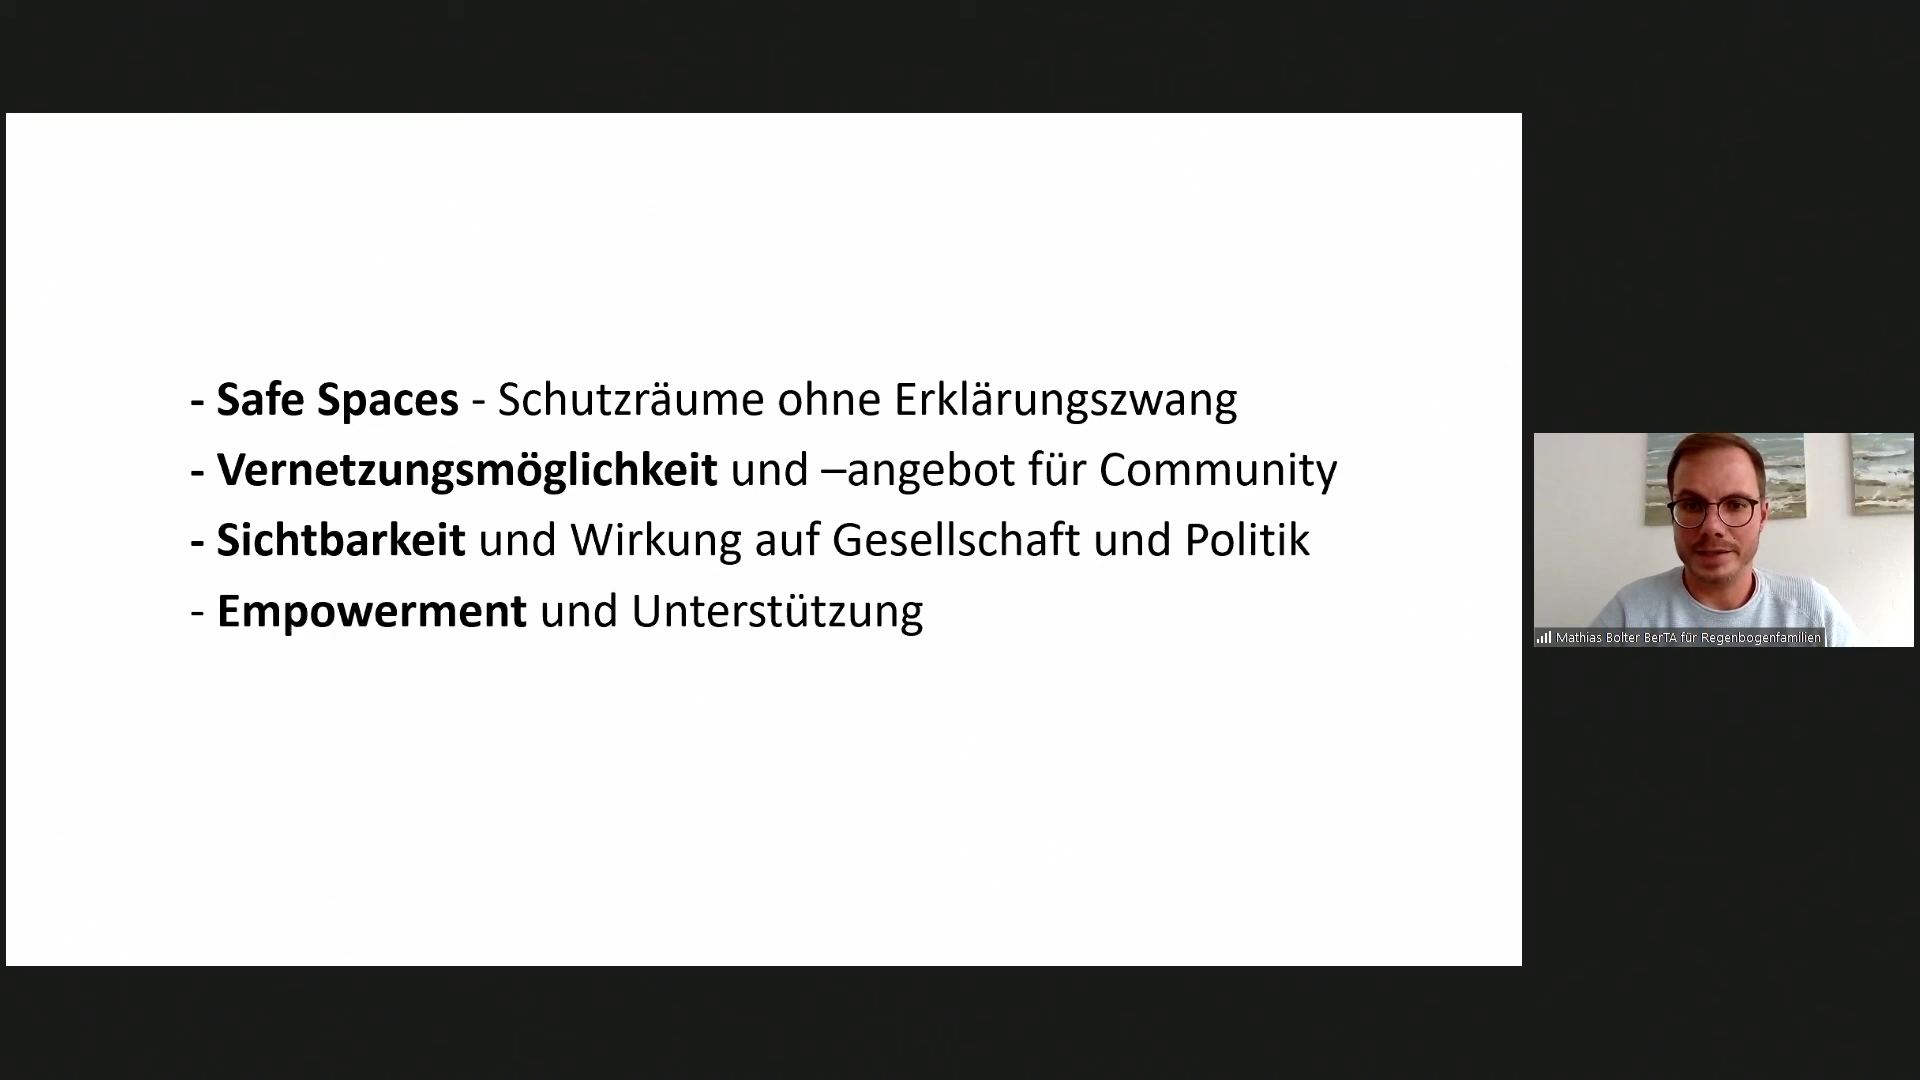 - Safe Spaces - Schutzräume ohne Erklärungszwang
- Vernetzungsmöglichkeit und –angebot für Community
- Sichtbarkeit und Wirkung auf Gesellschaft und Politik
- Empowerment und Unterstützung
Mathias Bolter BerTA für Regenbogenfamilien